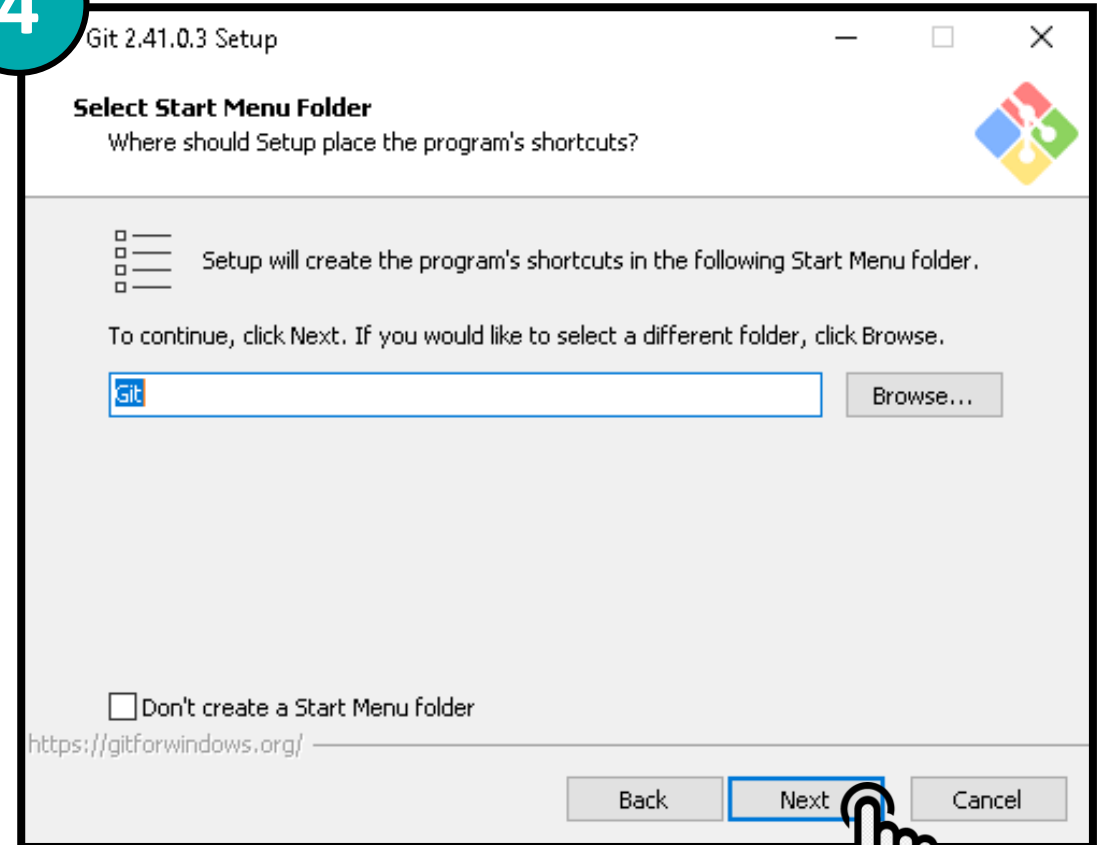 4
Git 2.41.0.3 Setup
Select Start Menu Folder
Where should Setup place the program's shortcuts?
Setup will create the program's shortcuts in the following Start Menu folder.
To continue, click Next. If you would like to select a different folder, click Browse.
Git
Browse...
Don't create a Start Menu folder
https://gitforwindows.org/
Back
Next
Cancel